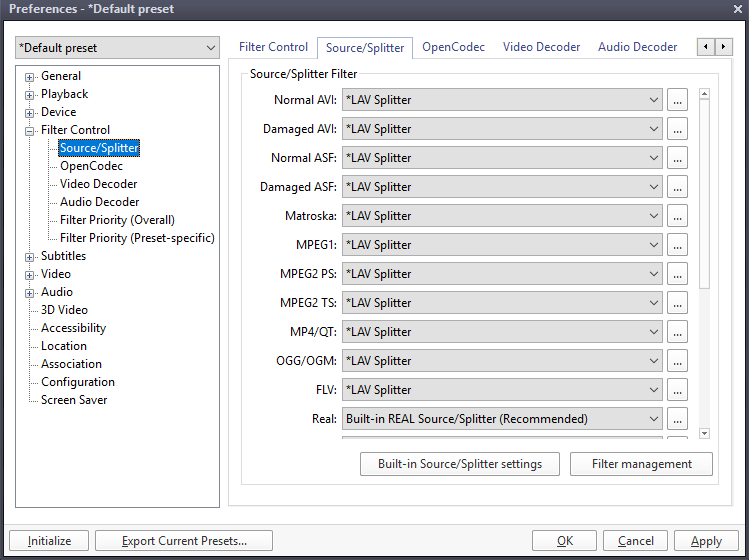 Preferences - *Default preset
*Default preset
General
Playback
Device
Filter Control
Source/Splitter
OpenCodec
Video Decoder
Audio Decoder
Filter Priority (Overall)
Filter Priority (Preset-specific)
Subtitles
Video
Audio
3D Video
Accessibility
Location
Association
Configuration
Screen Saver
Filter Control Source/Splitter OpenCodec Video Decoder Audio Decoder
Source/Splitter Filter
Normal AVI: *LAV Splitter ...
Damaged AVI: *LAV Splitter ...
Normal ASF: *LAV Splitter ...
Damaged ASF: *LAV Splitter ...
Matroska: *LAV Splitter ...
MPEG1: *LAV Splitter ...
MPEG2 PS: *LAV Splitter ...
MPEG2 TS: *LAV Splitter ...
MP4/QT: *LAV Splitter ...
OGG/OGM: *LAV Splitter ...
FLV: *LAV Splitter ...
Real: Built-in REAL Source/Splitter (Recommended) ...
Built-in Source/Splitter settings Filter management
Initialize Export Current Presets... OK Cancel Apply